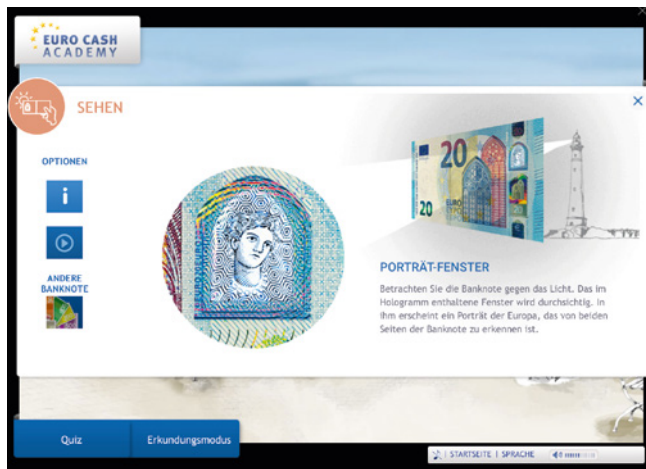 EURO CASH
ACADEMY
SEHEN
OPTIONEN
i
ANDERE
BANKNOTE
20
20
EURO
PORTRÄT-FENSTER
Betrachten Sie die Banknote gegen das Licht. Das im
Hologramm enthaltene Fenster wird durchsichtig. In
ihm erscheint ein Porträt der Europa, das von beiden
Seiten der Banknote zu erkennen ist.
Quiz
Erkundungsmodus
| STARTSEITE | SPRACHE